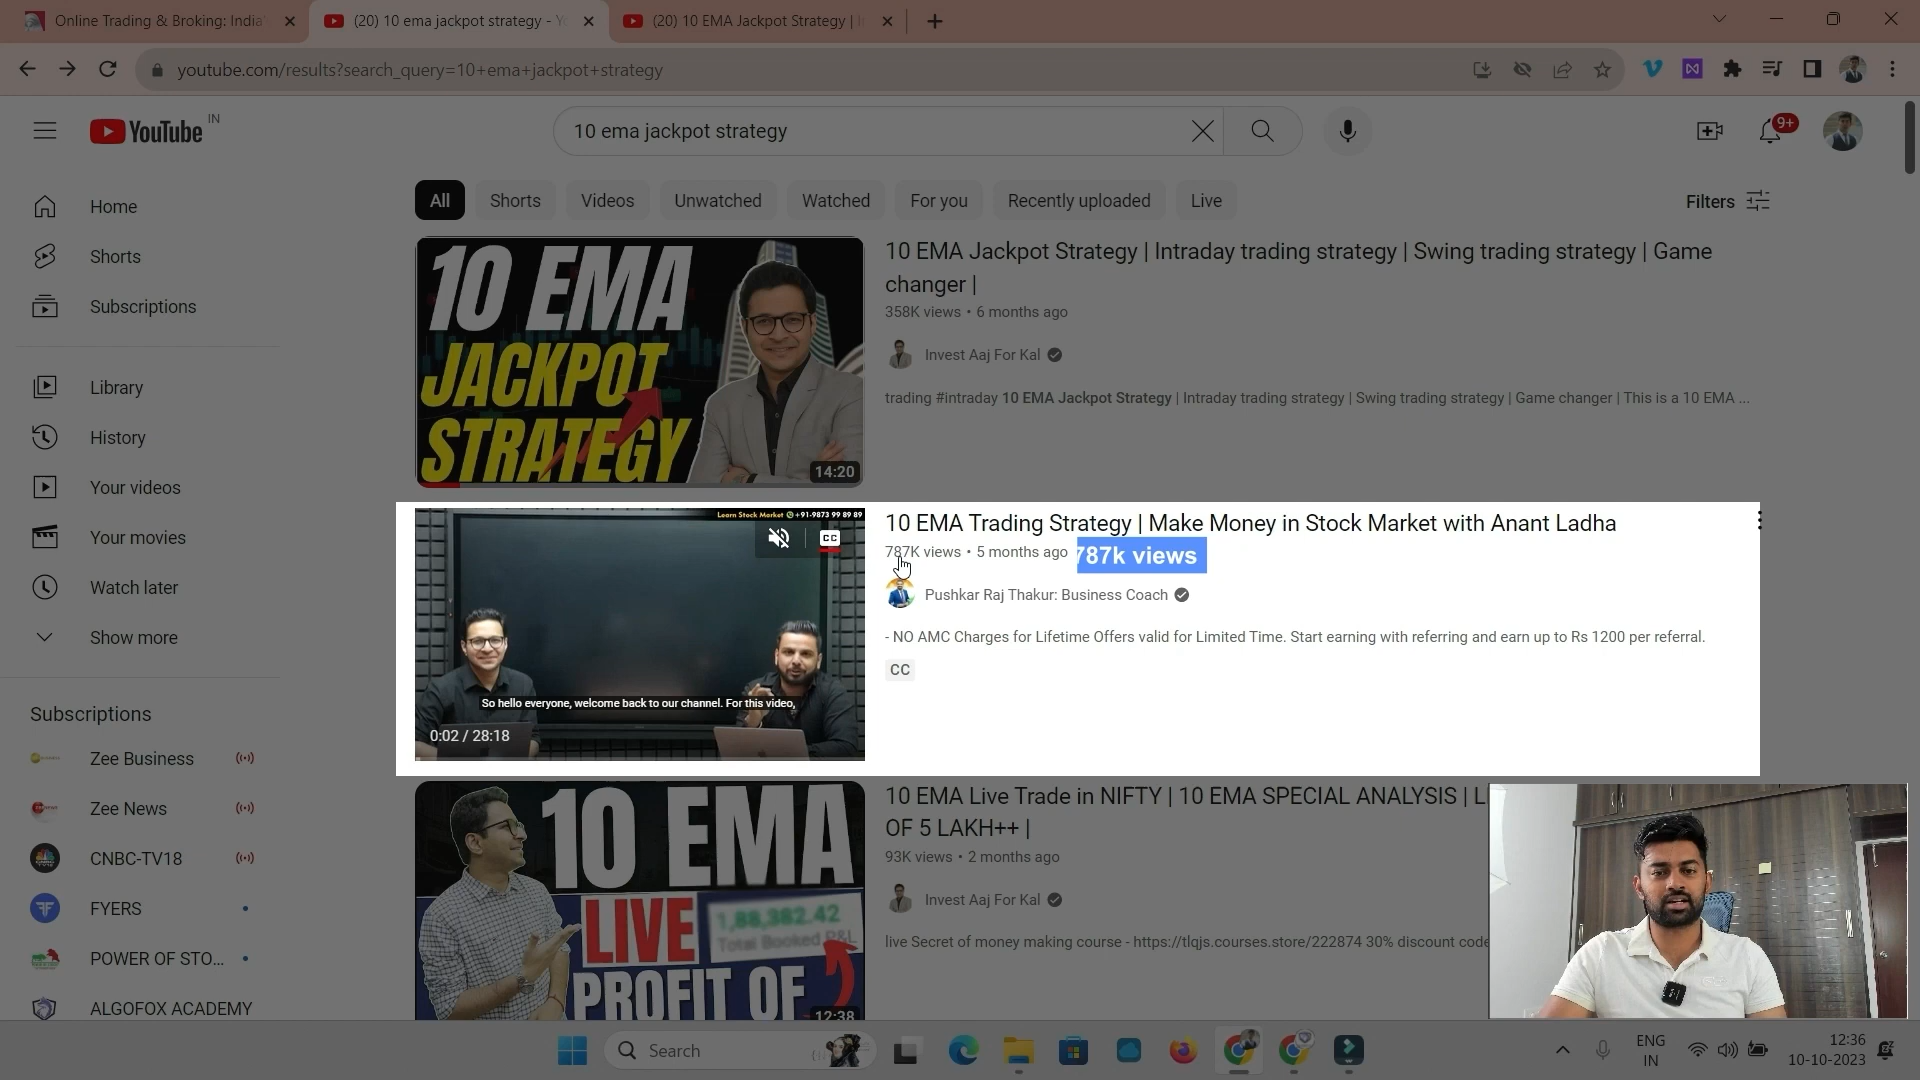 Online Trading & Broking: India'
(20) 10 ema jackpot strategy - Yo
(20) 10 EMA Jackpot Strategy | I
youtube.com/results?search_query=10+ema+jackpot+strategy
YouTube IN
10 ema jackpot strategy
9+
All
Shorts
Videos
Unwatched
Watched
For you
Recently uploaded
Live
Filters
Home
Shorts
Subscriptions
Library
History
Your videos
Your movies
Watch later
Show more
Subscriptions
Zee Business
Zee News
CNBC-TV18
FYERS
POWER OF STO...
ALGOFOX ACADEMY
10 EMA
JACKPOT
STRATEGY
14:20
10 EMA Jackpot Strategy | Intraday trading strategy | Swing trading strategy | Game
changer |
358K views • 6 months ago
Invest Aaj For Kal
trading #intraday 10 EMA Jackpot Strategy | Intraday trading strategy | Swing trading strategy | Game changer | This is a 10 EMA ...
Learn Stock Market +91-9873 99 89 89
CC
So hello everyone, welcome back to our channel. For this video,
0:02 / 28:18
10 EMA Trading Strategy | Make Money in Stock Market with Anant Ladha
787K views • 5 months ago
787k views
Pushkar Raj Thakur: Business Coach
- NO AMC Charges for Lifetime Offers valid for Limited Time. Start earning with referring and earn up to Rs 1200 per referral.
CC
10 EMA
LIVE
1,88,382.42
Total Booked P&L
PROFIT OF
12:38
10 EMA Live Trade in NIFTY | 10 EMA SPECIAL ANALYSIS | L
OF 5 LAKH++ |
93K views • 2 months ago
Invest Aaj For Kal
live Secret of money making course - https://tlqjs.courses.store/222874 30% discount code
Search
ENG
IN
12:36
10-10-2023